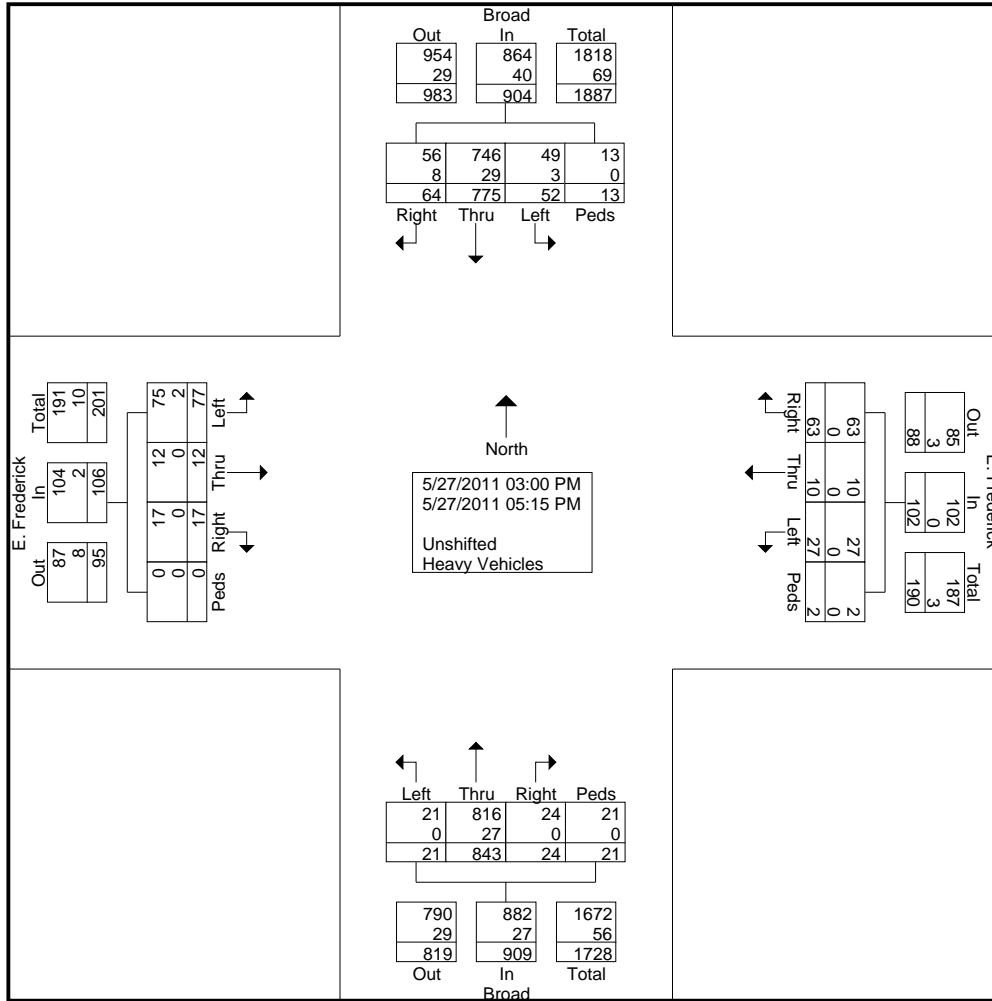 Broad
Out In Total
954 864 1818
29 40 69
983 904 1887
56 746 49 13
8 29 3 0
64 775 52 13
Right Thru Left Peds
E. Frederick
Total In Out
191 104 87
10 2 8
201 106 95
75 12 17 0
2 0 0 0
77 12 17 0
Left Thru Right Peds
North
5/27/2011 03:00 PM
5/27/2011 05:15 PM
Unshifted
Heavy Vehicles
Right Thru Left Peds
63 10 27 2
0 0 0 0
63 10 27 2
Out In Total
85 102 187
3 0 3
88 102 190
E. Frederick
Left Thru Right Peds
21 816 24 21
0 27 0 0
21 843 24 21
790 882 1672
29 27 56
819 909 1728
Out In Total
Broad